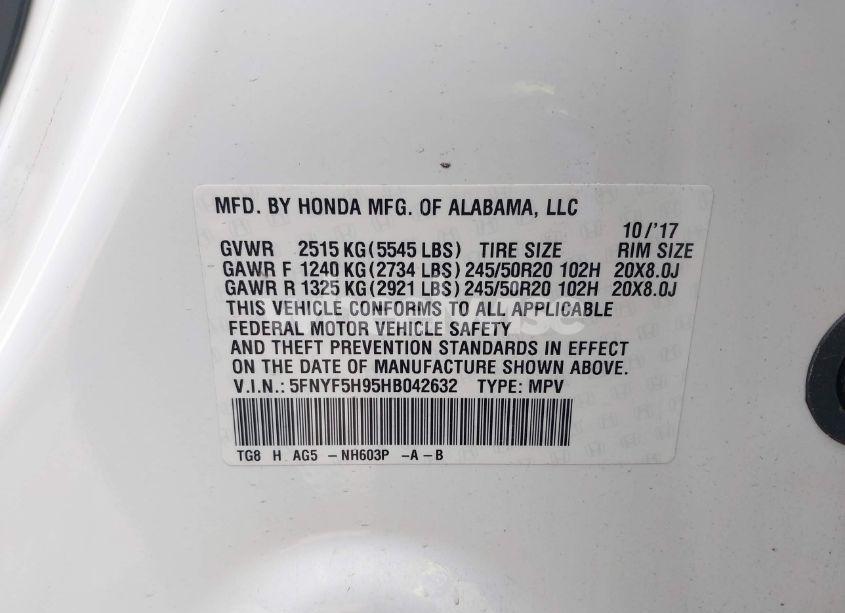 MFD. BY HONDA MFG. OF ALABAMA, LLC
10/'17
GVWR 2515 KG(5545 LBS) TIRE SIZE RIM SIZE
GAWR F 1240 KG(2734 LBS) 245/50R20 102H 20X8.0J
GAWR R 1325 KG(2921 LBS) 245/50R20 102H 20X8.0J
THIS VEHICLE CONFORMS TO ALL APPLICABLE
FEDERAL MOTOR VEHICLE SAFETY
AND THEFT PREVENTION STANDARDS IN EFFECT
ON THE DATE OF MANUFACTURE SHOWN ABOVE.
V.I.N.: 5FNYF5H95HB042632 TYPE: MPV
TG8 H AG5 -NH603P -A-B